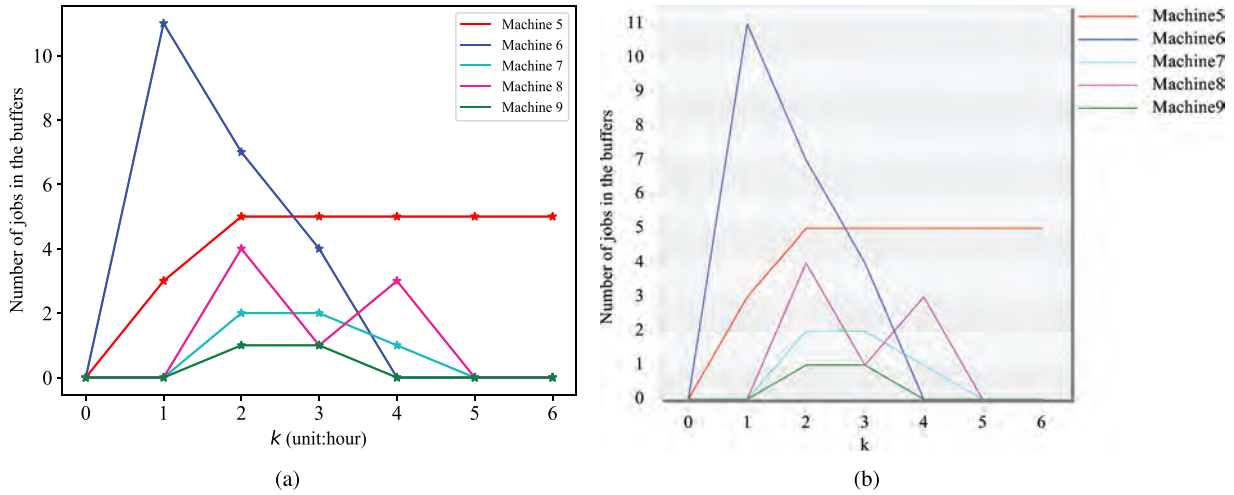 Number of jobs in the buffers
10
8
6
4
2
0
0 1 2 3 4 5 6
k (unit:hour)
Machine 5
Machine 6
Machine 7
Machine 8
Machine 9
(a)
Number of jobs in the buffers
11
10
9
8
7
6
5
4
3
2
1
0
0 1 2 3 4 5 6
k
Machine5
Machine6
Machine7
Machine8
Machine9
(b)